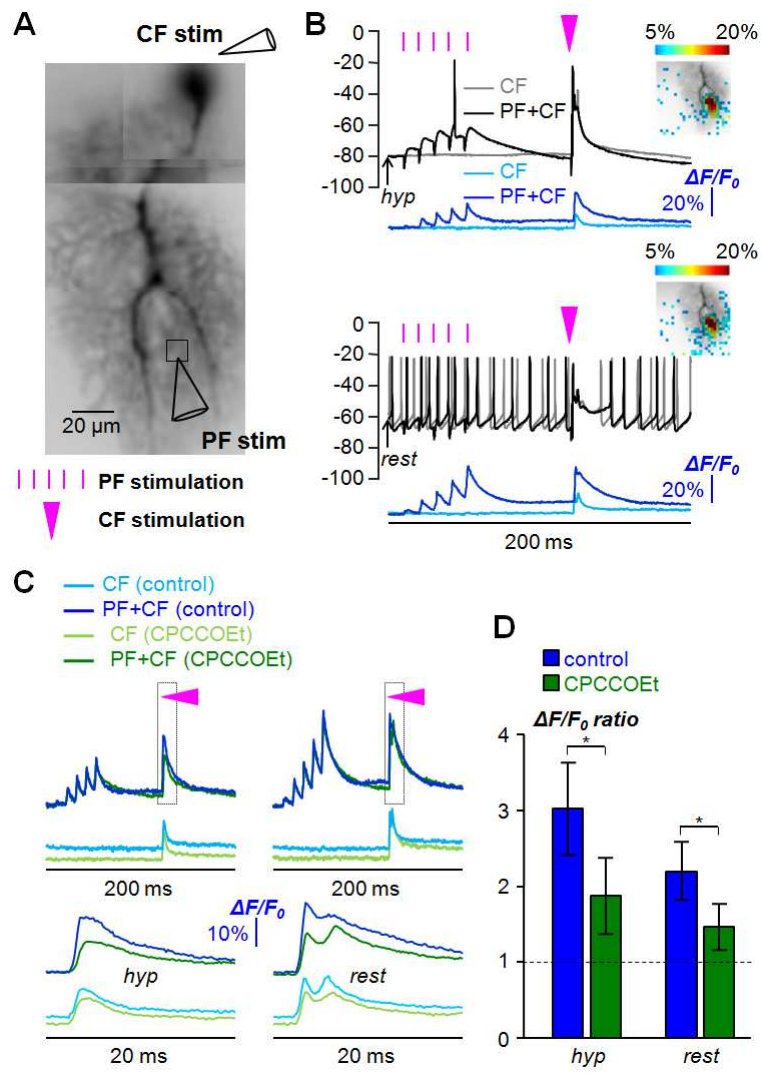 A
CF stim
20 µm
PF stim
PF stimulation
CF stimulation
B
0
-20
-40
-60
-80
-100
CF
PF+CF
hyp
CF
PF+CF
5% 20%
ΔF/F0
20%
0
-20
-40
-60
-80
-100
rest
5% 20%
ΔF/F0
20%
200 ms
C
CF (control)
PF+CF (control)
CF (CPCCOEt)
PF+CF (CPCCOEt)
200 ms
200 ms
ΔF/F0
10%
hyp
rest
20 ms
20 ms
D
control
CPCCOEt
ΔF/F0 ratio
4
3
2
1
0
*
*
hyp
rest